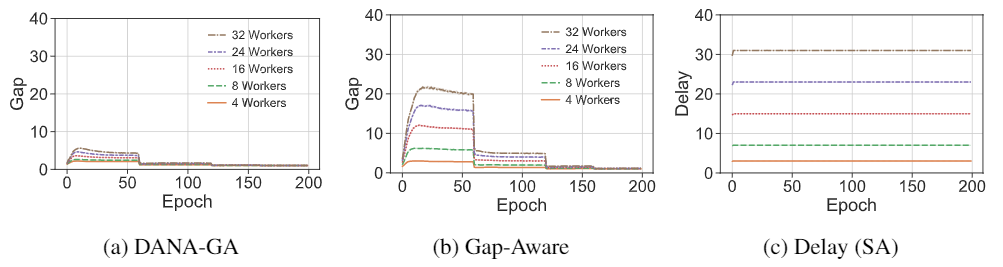 40
30
20
10
0
Gap
32 Workers
24 Workers
16 Workers
8 Workers
4 Workers
0 50 100 150 200
Epoch
(a) DANA-GA
40
30
20
10
0
Gap
32 Workers
24 Workers
16 Workers
8 Workers
4 Workers
0 50 100 150 200
Epoch
(b) Gap-Aware
40
30
20
10
0
Delay
0 50 100 150 200
Epoch
(c) Delay (SA)